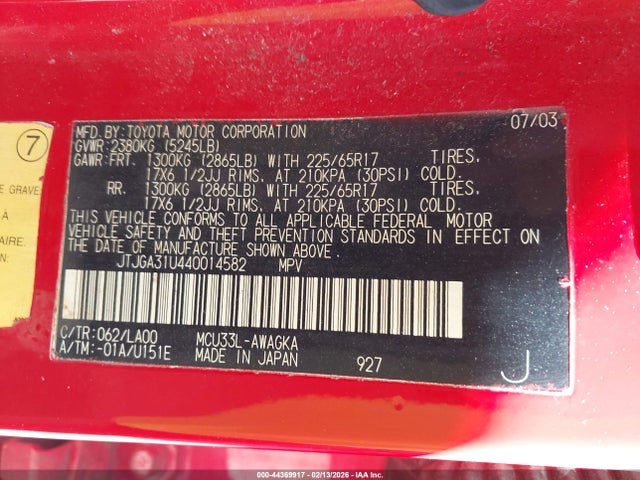 07/03
MFD.BY:TOYOTA MOTOR CORPORATION
GVWR:2380KG (5245LB)
GAWR:FRT. 1300KG (2865LB) WITH 225/65R17 TIRES,
17X6 1/2JJ RIMS, AT 210KPA (30PSI) COLD.
RR. 1300KG (2865LB) WITH 225/65R17 TIRES,
17X6 1/2JJ RIMS, AT 210KPA (30PSI) COLD.
THIS VEHICLE CONFORMS TO ALL APPLICABLE FEDERAL MOTOR
VEHICLE SAFETY AND THEFT PREVENTION STANDARDS IN EFFECT ON
THE DATE OF MANUFACTURE SHOWN ABOVE.
JTJGA31U440014582 MPV
C/TR:062/LA00 MCU33L-AWAGKA
A/TM:-01A/U151E MADE IN JAPAN 927 J
7
E GRAVE
À
AIRE.
000-44369917 - 02/13/2026 - IAA Inc.